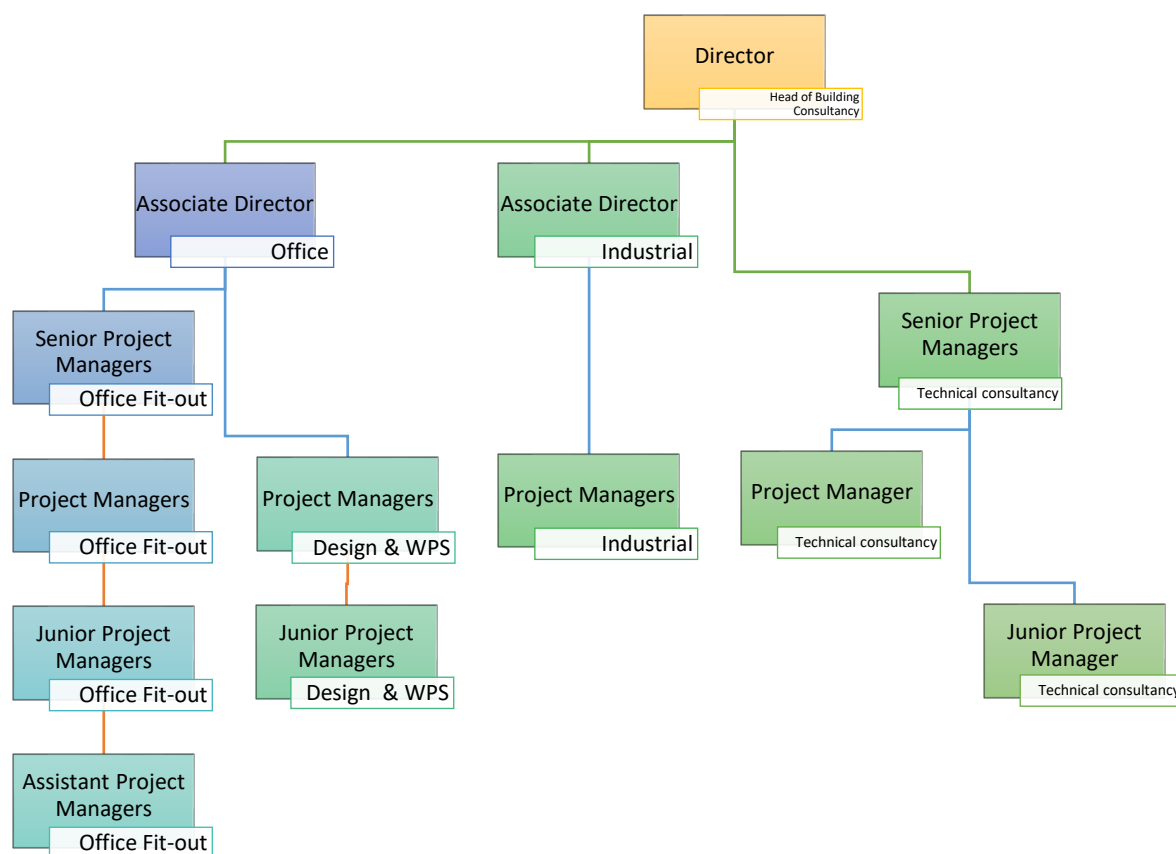 Director
Head of Building
Consultancy
Associate Director
Office
Associate Director
Industrial
Senior Project
Managers
Office Fit-out
Senior Project
Managers
Technical consultancy
Project Managers
Office Fit-out
Project Managers
Design & WPS
Project Managers
Industrial
Project Manager
Technical consultancy
Junior Project
Managers
Office Fit-out
Junior Project
Managers
Design & WPS
Junior Project
Manager
Technical consultancy
Assistant Project
Managers
Office Fit-out